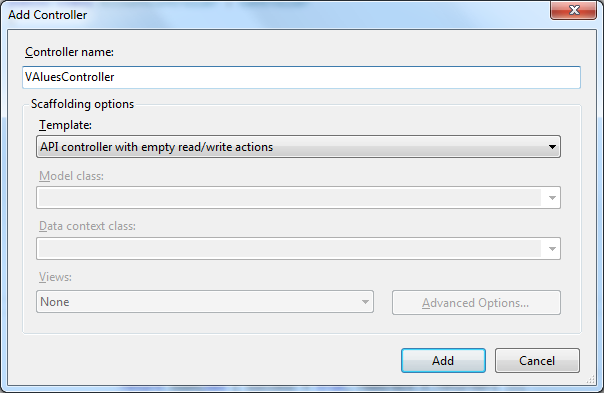 Add Controller
Controller name:
VAluesController
Scaffolding options
Template:
API controller with empty read/write actions
Model class:
Data context class:
Views:
None
Advanced Options...
Add
Cancel